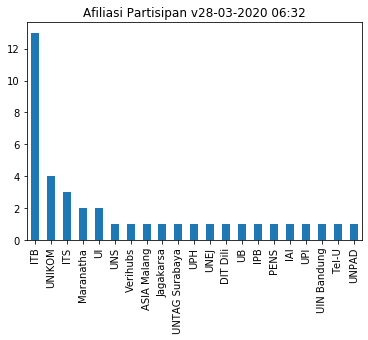 Afiliasi Partisipan v28-03-2020 06:32
12
10
8
6
4
2
0
ITB
UNIKOM
ITS
Maranatha
UI
UNS
Verihubs
ASIA Malang
Jagakarsa
UNTAG Surabaya
UPH
UNEJ
DIT Dili
UB
IPB
PENS
IAI
UPI
UIN Bandung
Tel-U
UNPAD